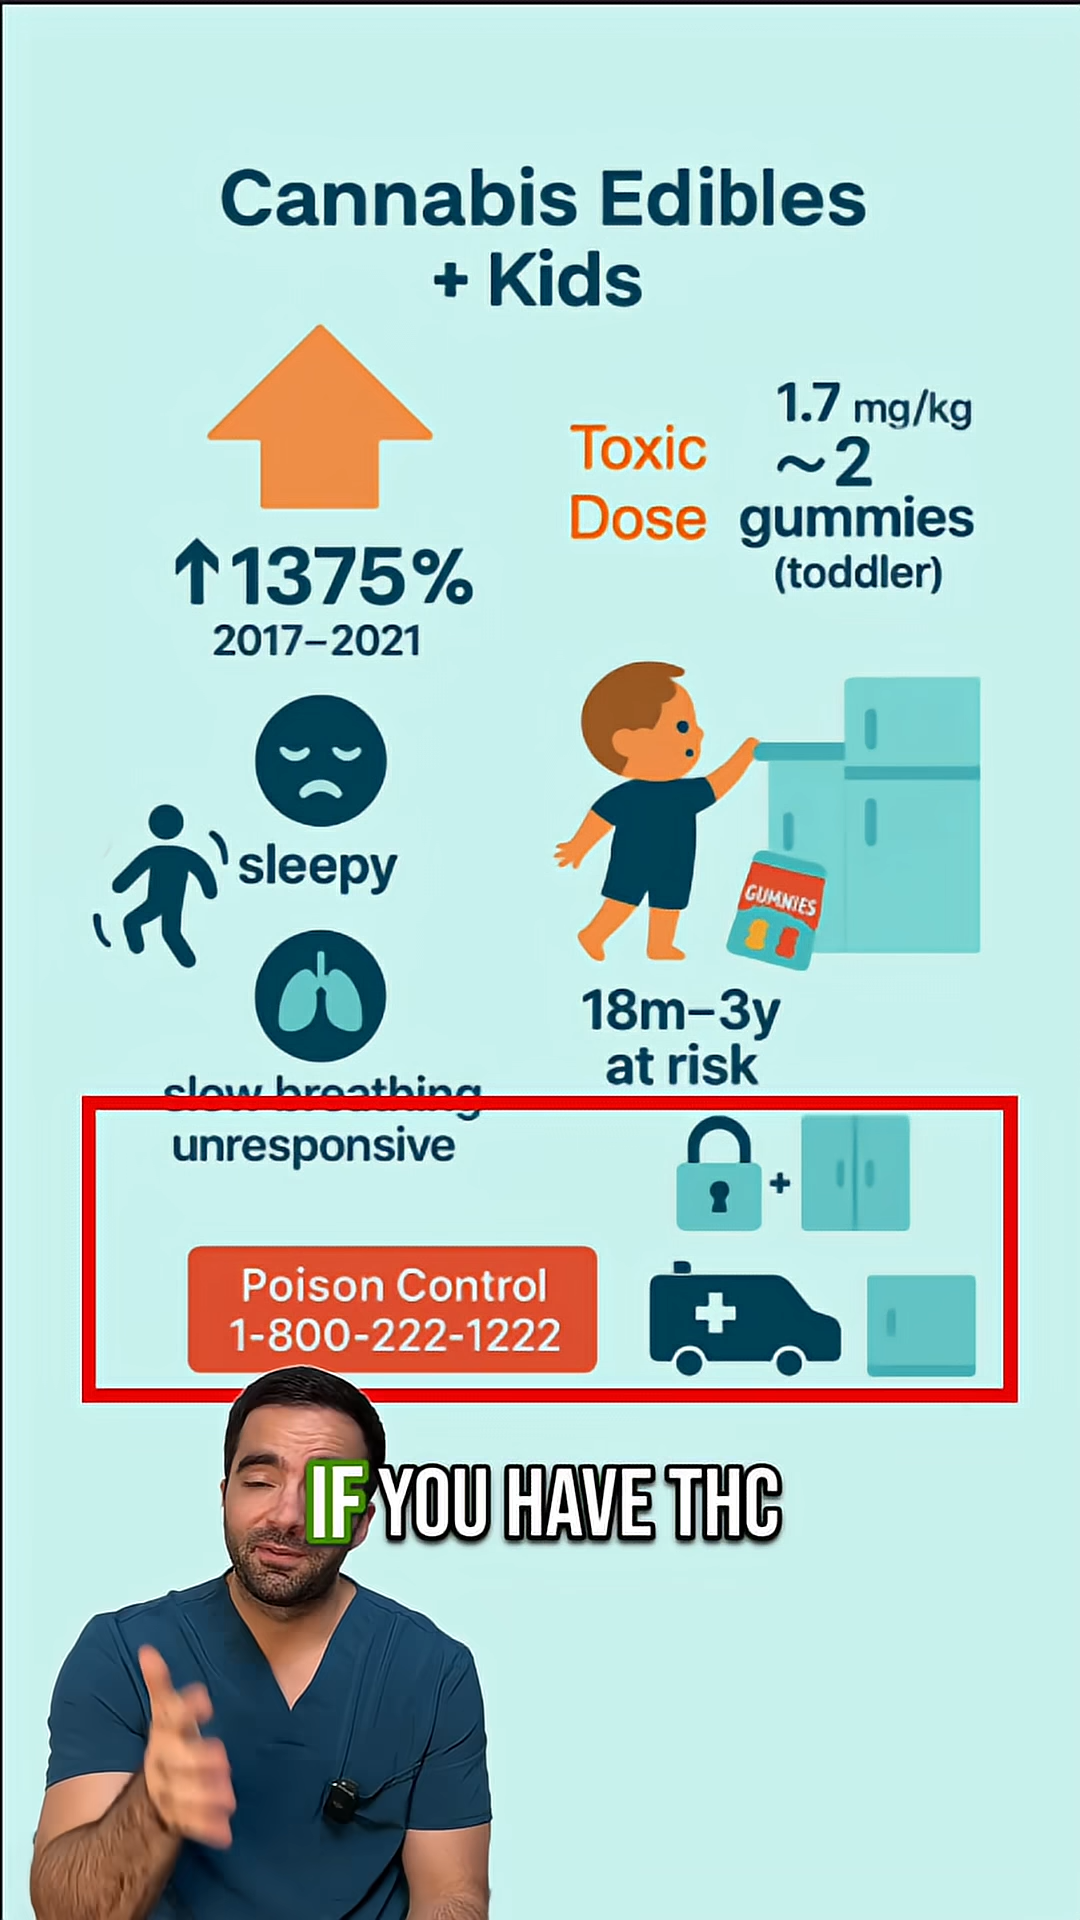 Cannabis Edibles
+ Kids
↑1375%
2017–2021
Toxic
Dose
1.7 mg/kg
~2
gummies
(toddler)
sleepy
GUMMIES
slow breathing
unresponsive
18m–3y
at risk
+
Poison Control
1-800-222-1222
IF YOU HAVE THC